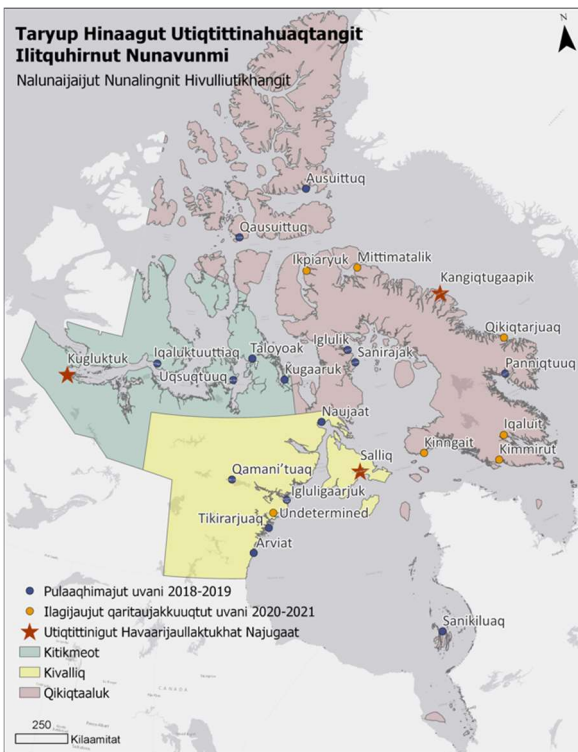 Taryup Hinaagut Utiqtittinahuaqtangit
Ilitquhirnut Nunavunmi
Nalunaijaijut Nunalingnit Hivulliutikhangit
N
Ausuittuq
Qausuittuq
Ikpiaryuk
Mittimatalik
Kangiqtugaapik
Qikiqtarjuaq
Iglulik
Kugluktuk
Iqaluktuuttiaq
Taloyoak
Sanirajak
Panniqtuuq
Uqsuqtuuq
Kugaaruk
Naujaat
Iqaluit
Kinngait
Kimmirut
Salliq
Qamani'tuaq
Igluligaarjuk
Tikirarjuaq
Undetermined
Arviat
Sanikiluaq
Pulaaqhimajut uvani 2018-2019
Ilagijaujut qaritaujakkuuqtut uvani 2020-2021
Utiqtittinigut Havaarijaullaktukhat Najugaat
Kitikmeot
Kivalliq
Qikiqtaaluk
CANADA
250
Kilaamitat